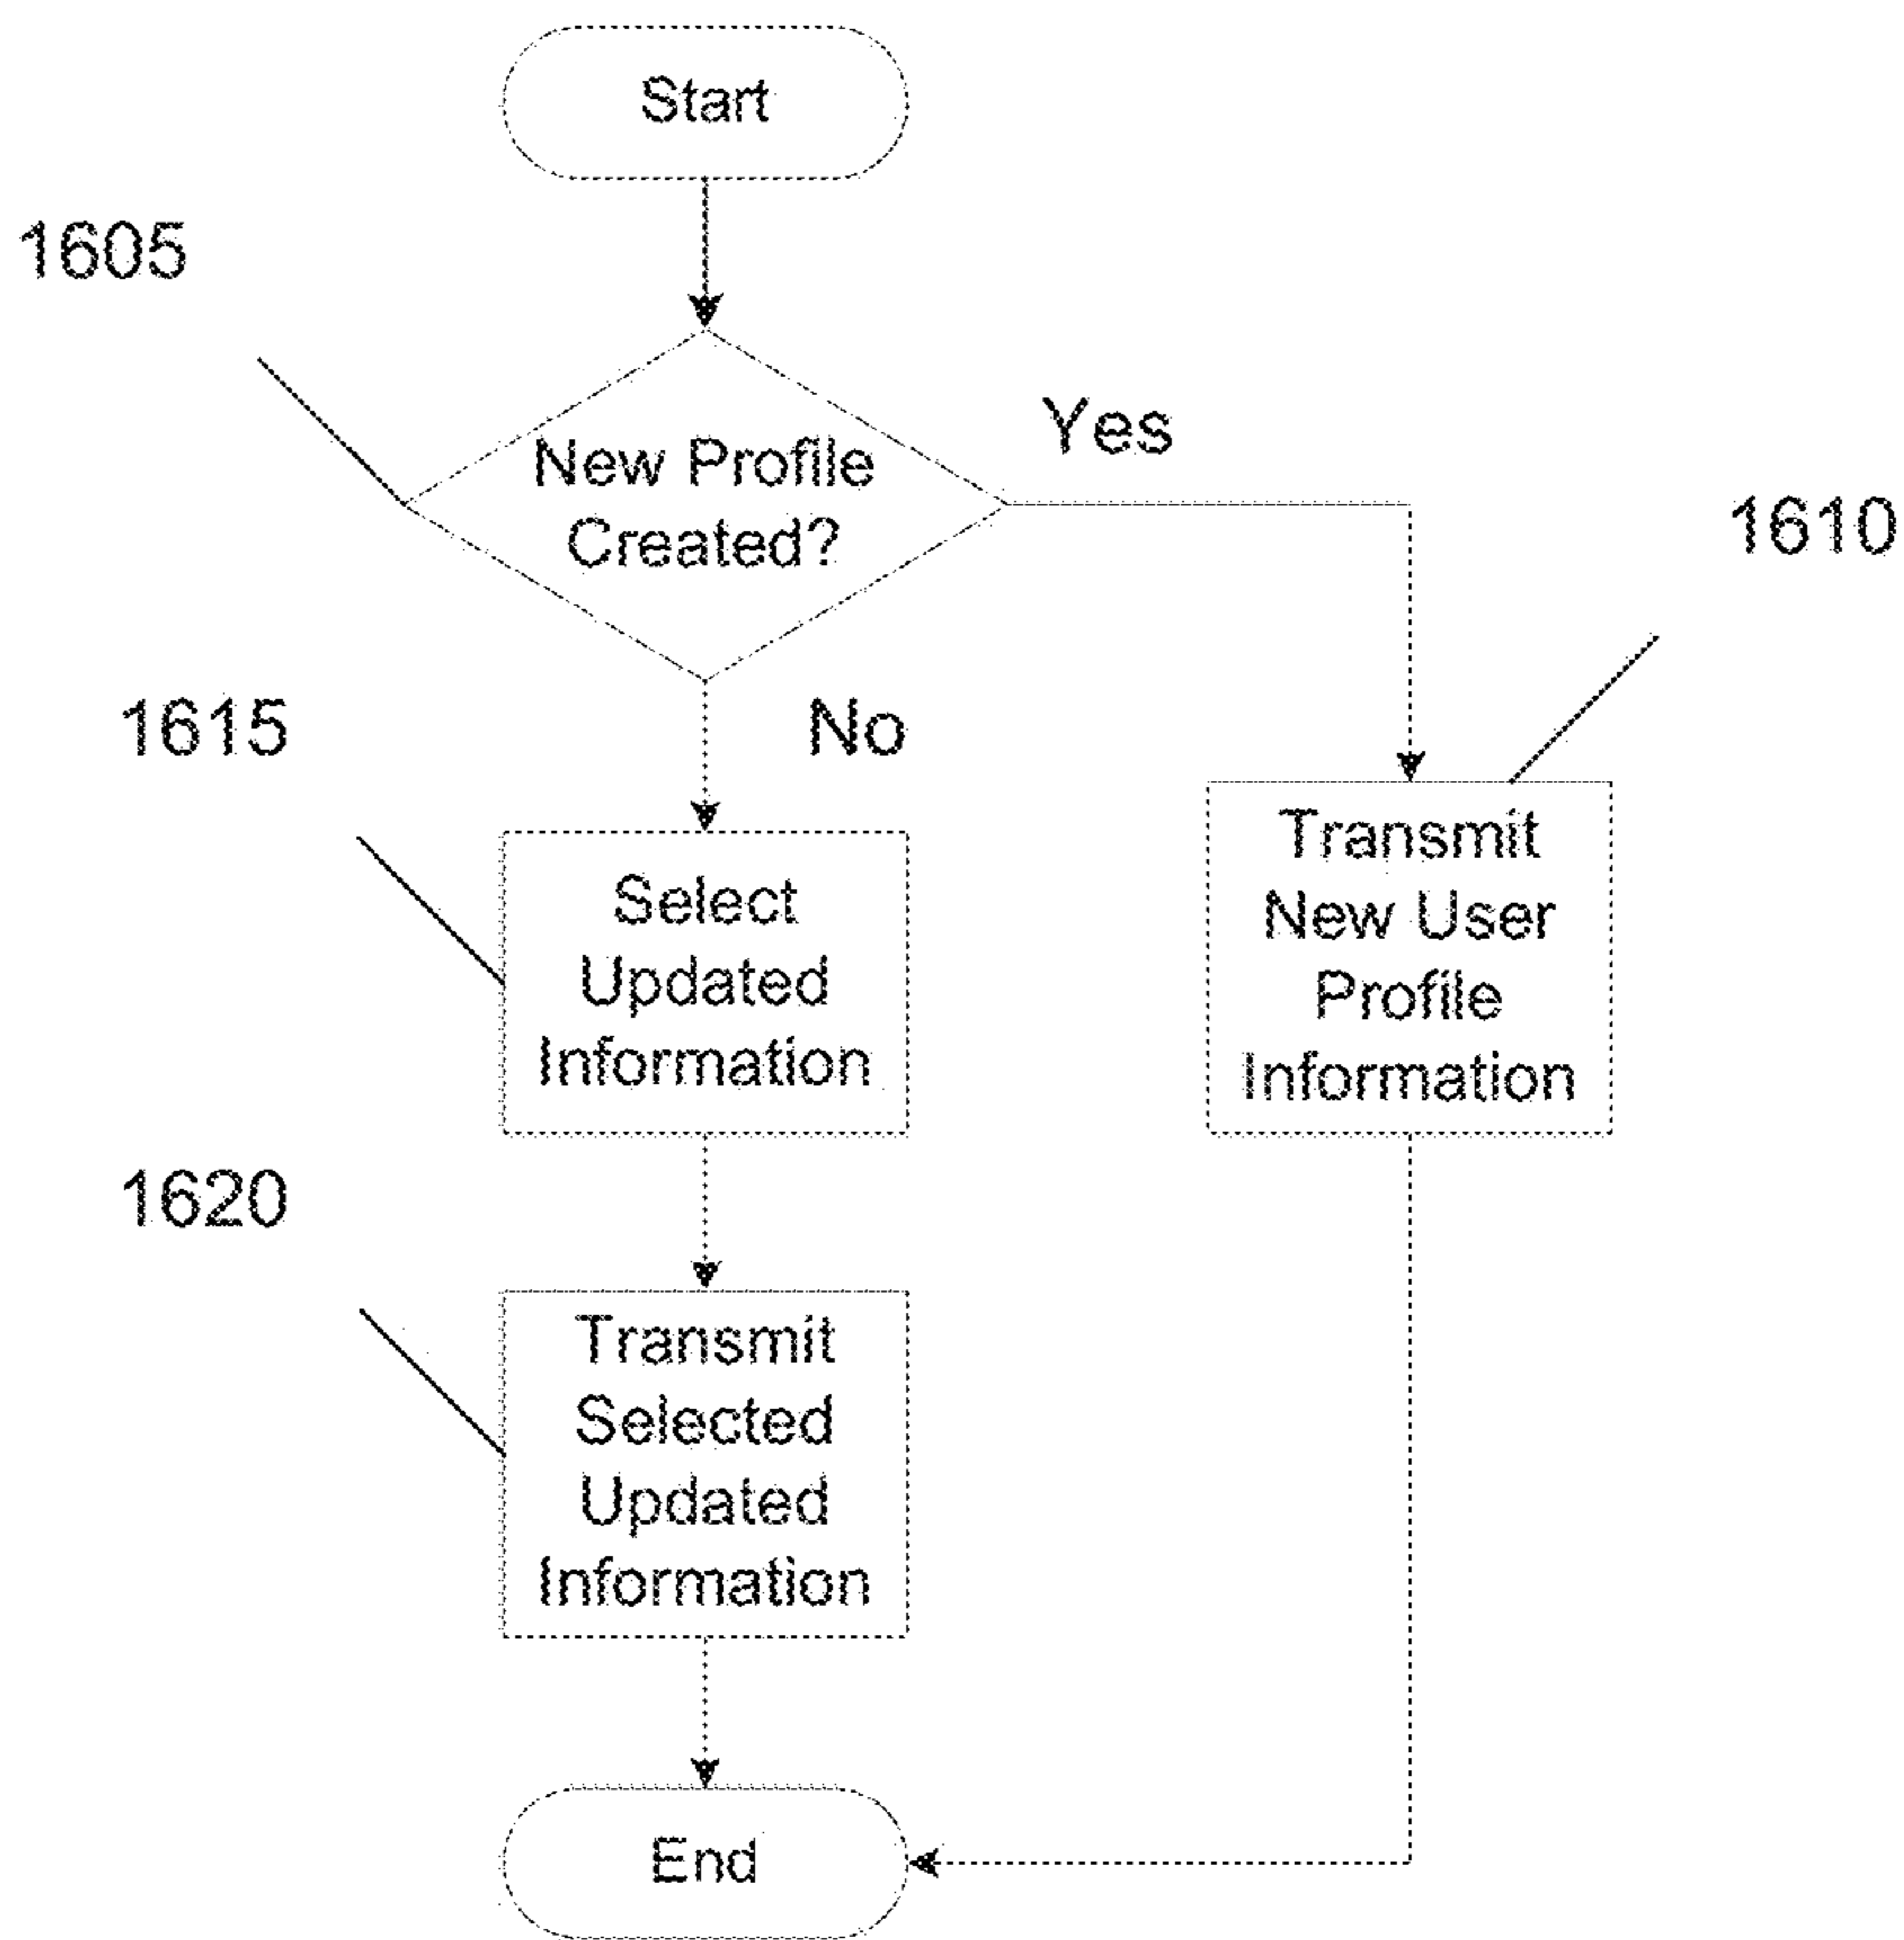 Start
1605
New Profile
Created?
Yes
1610
1615
No
Select
Updated
Information
Transmit
New User
Profile
Information
1620
Transmit
Selected
Updated
Information
End